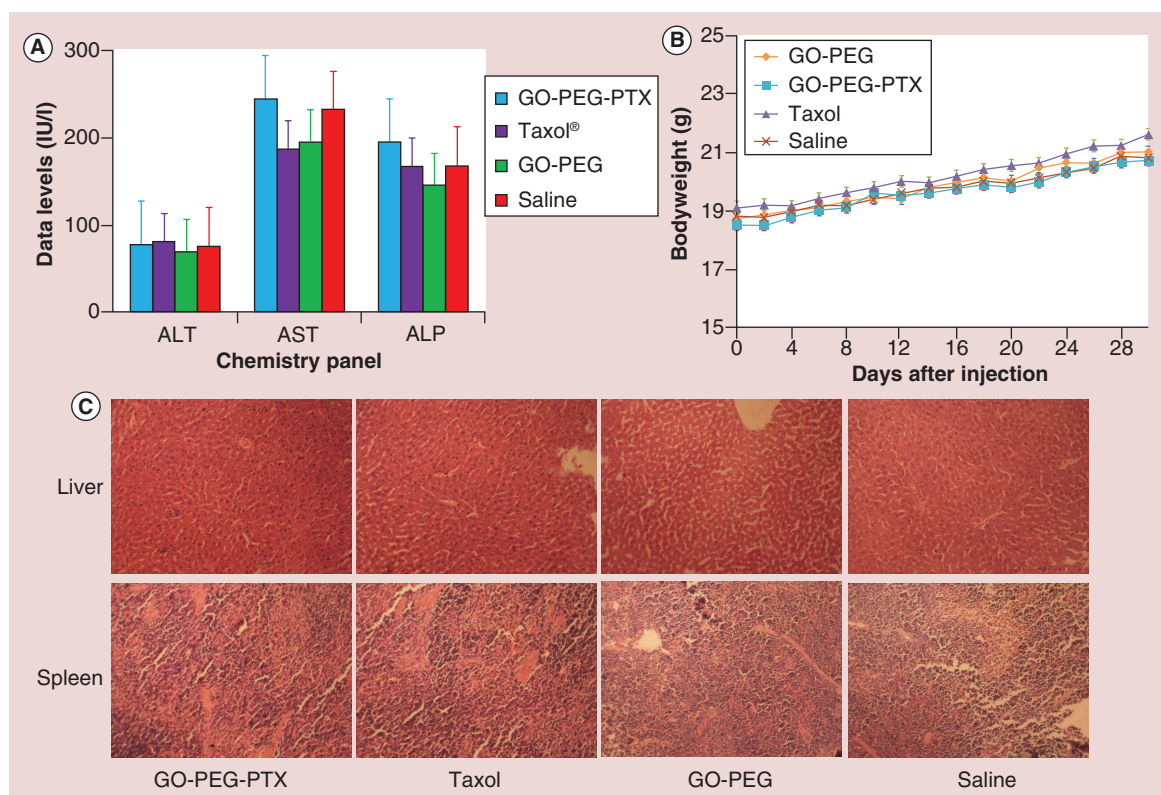 A
300
200
100
0
Data levels (IU/l)
ALT AST ALP
Chemistry panel
GO-PEG-PTX
Taxol®
GO-PEG
Saline
B
25
23
21
19
17
15
Bodyweight (g)
GO-PEG
GO-PEG-PTX
Taxol
Saline
0 4 8 12 16 20 24 28
Days after injection
C
Liver
Spleen
GO-PEG-PTX Taxol GO-PEG Saline